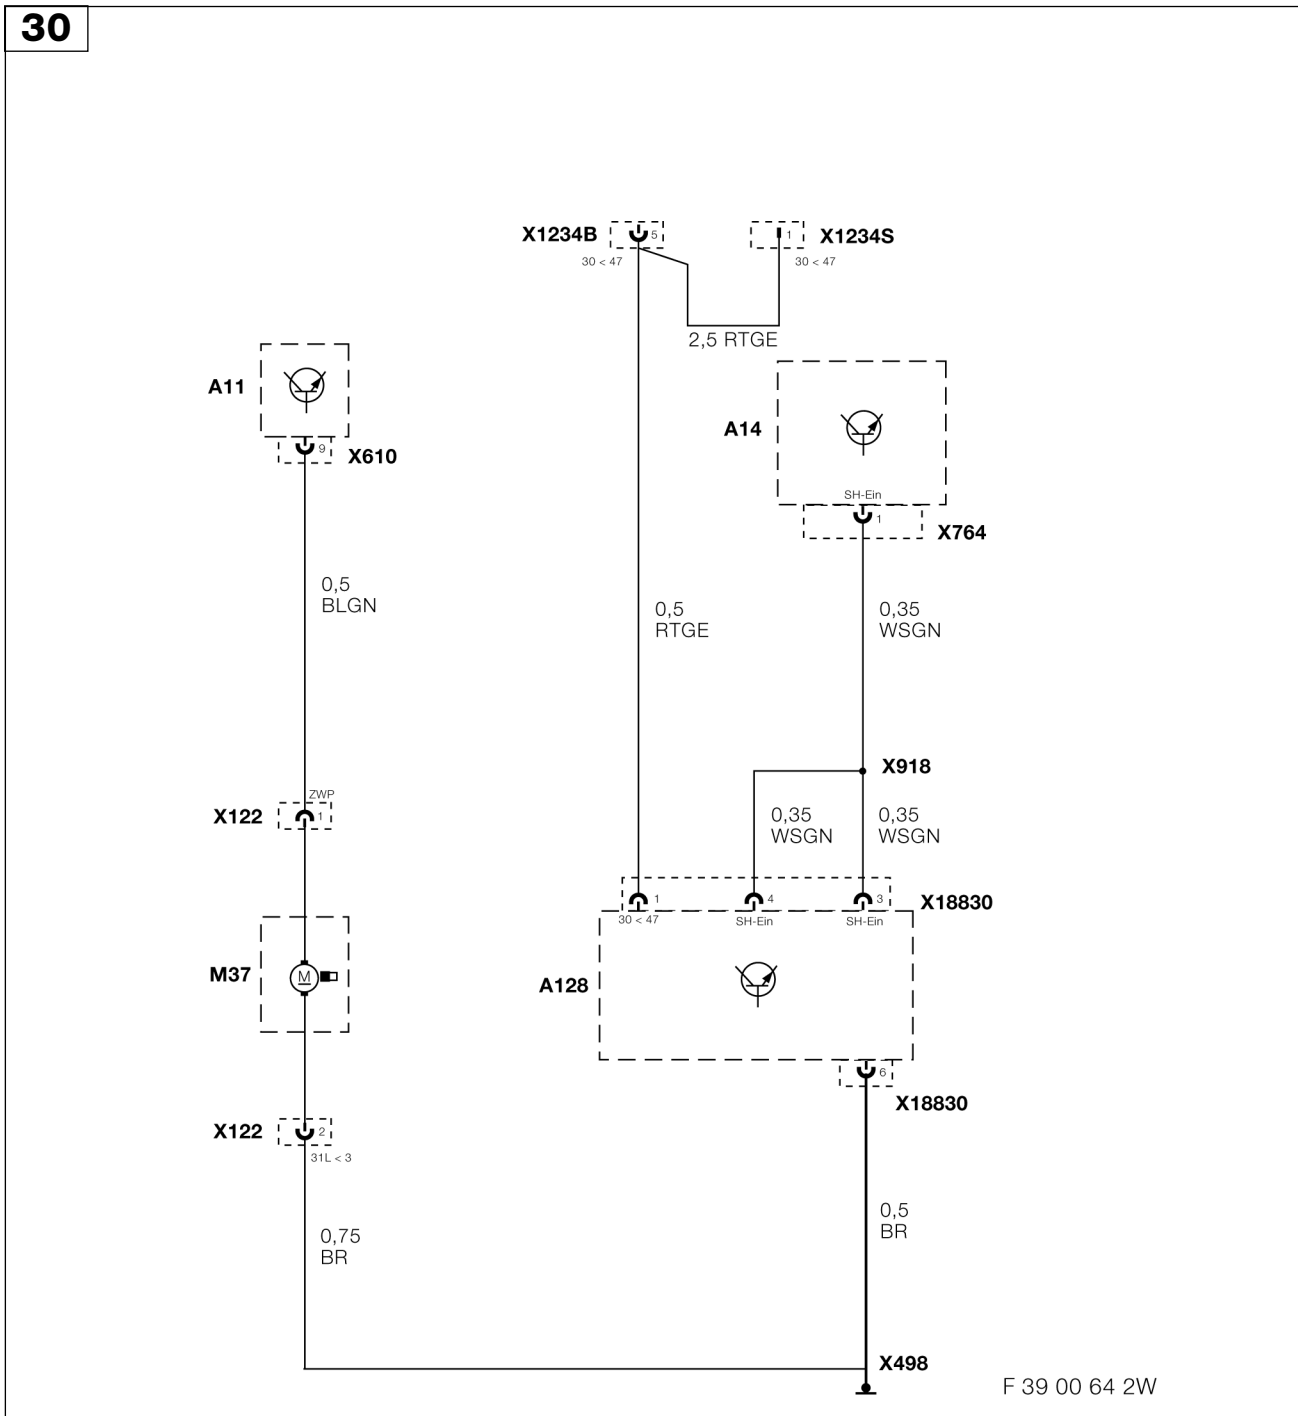 30
X1234B
5
30 < 47
1
X1234S
30 < 47
2,5 RTGE
A11
9
X610
A14
SH-Ein
1
X764
0,5
BLGN
0,5
RTGE
0,35
WSGN
X918
ZWP
X122
1
0,35
WSGN
0,35
WSGN
1
4
3
X18830
30 < 47
SH-Ein
SH-Ein
M37
M
A128
6
X18830
X122
2
31L < 3
0,75
BR
0,5
BR
X498
F 39 00 64 2W